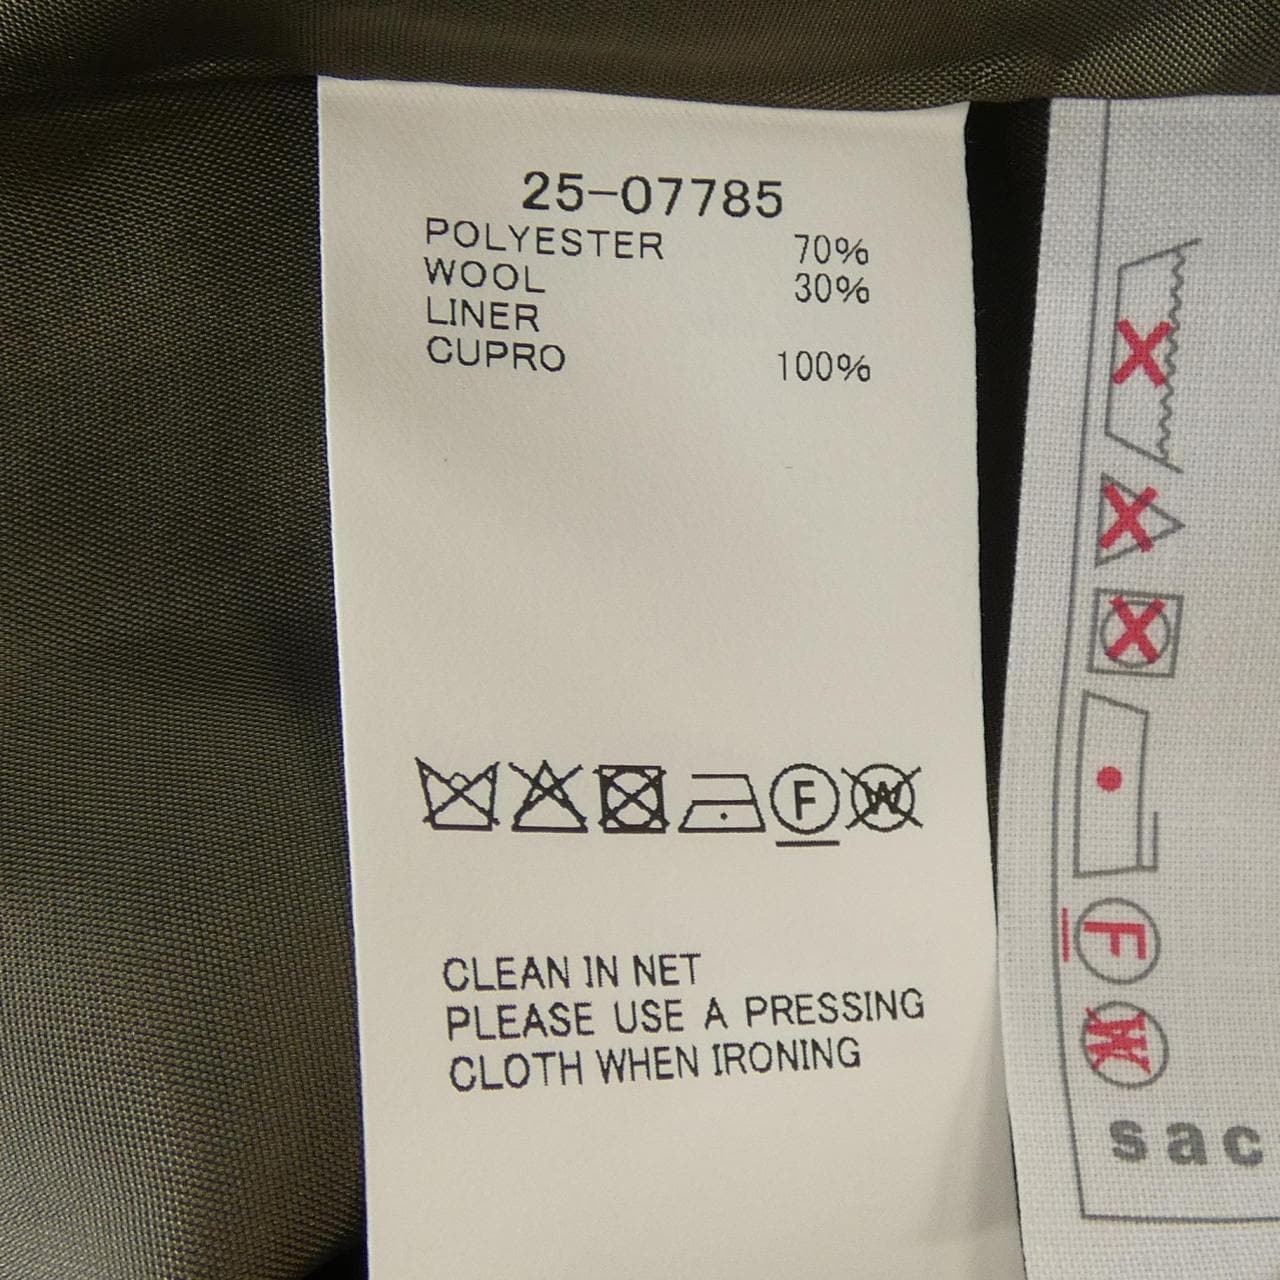 25-07785
POLYESTER 70%
WOOL 30%
LINER
CUPRO 100%
F W
CLEAN IN NET
PLEASE USE A PRESSING
CLOTH WHEN IRONING
F
W
sac